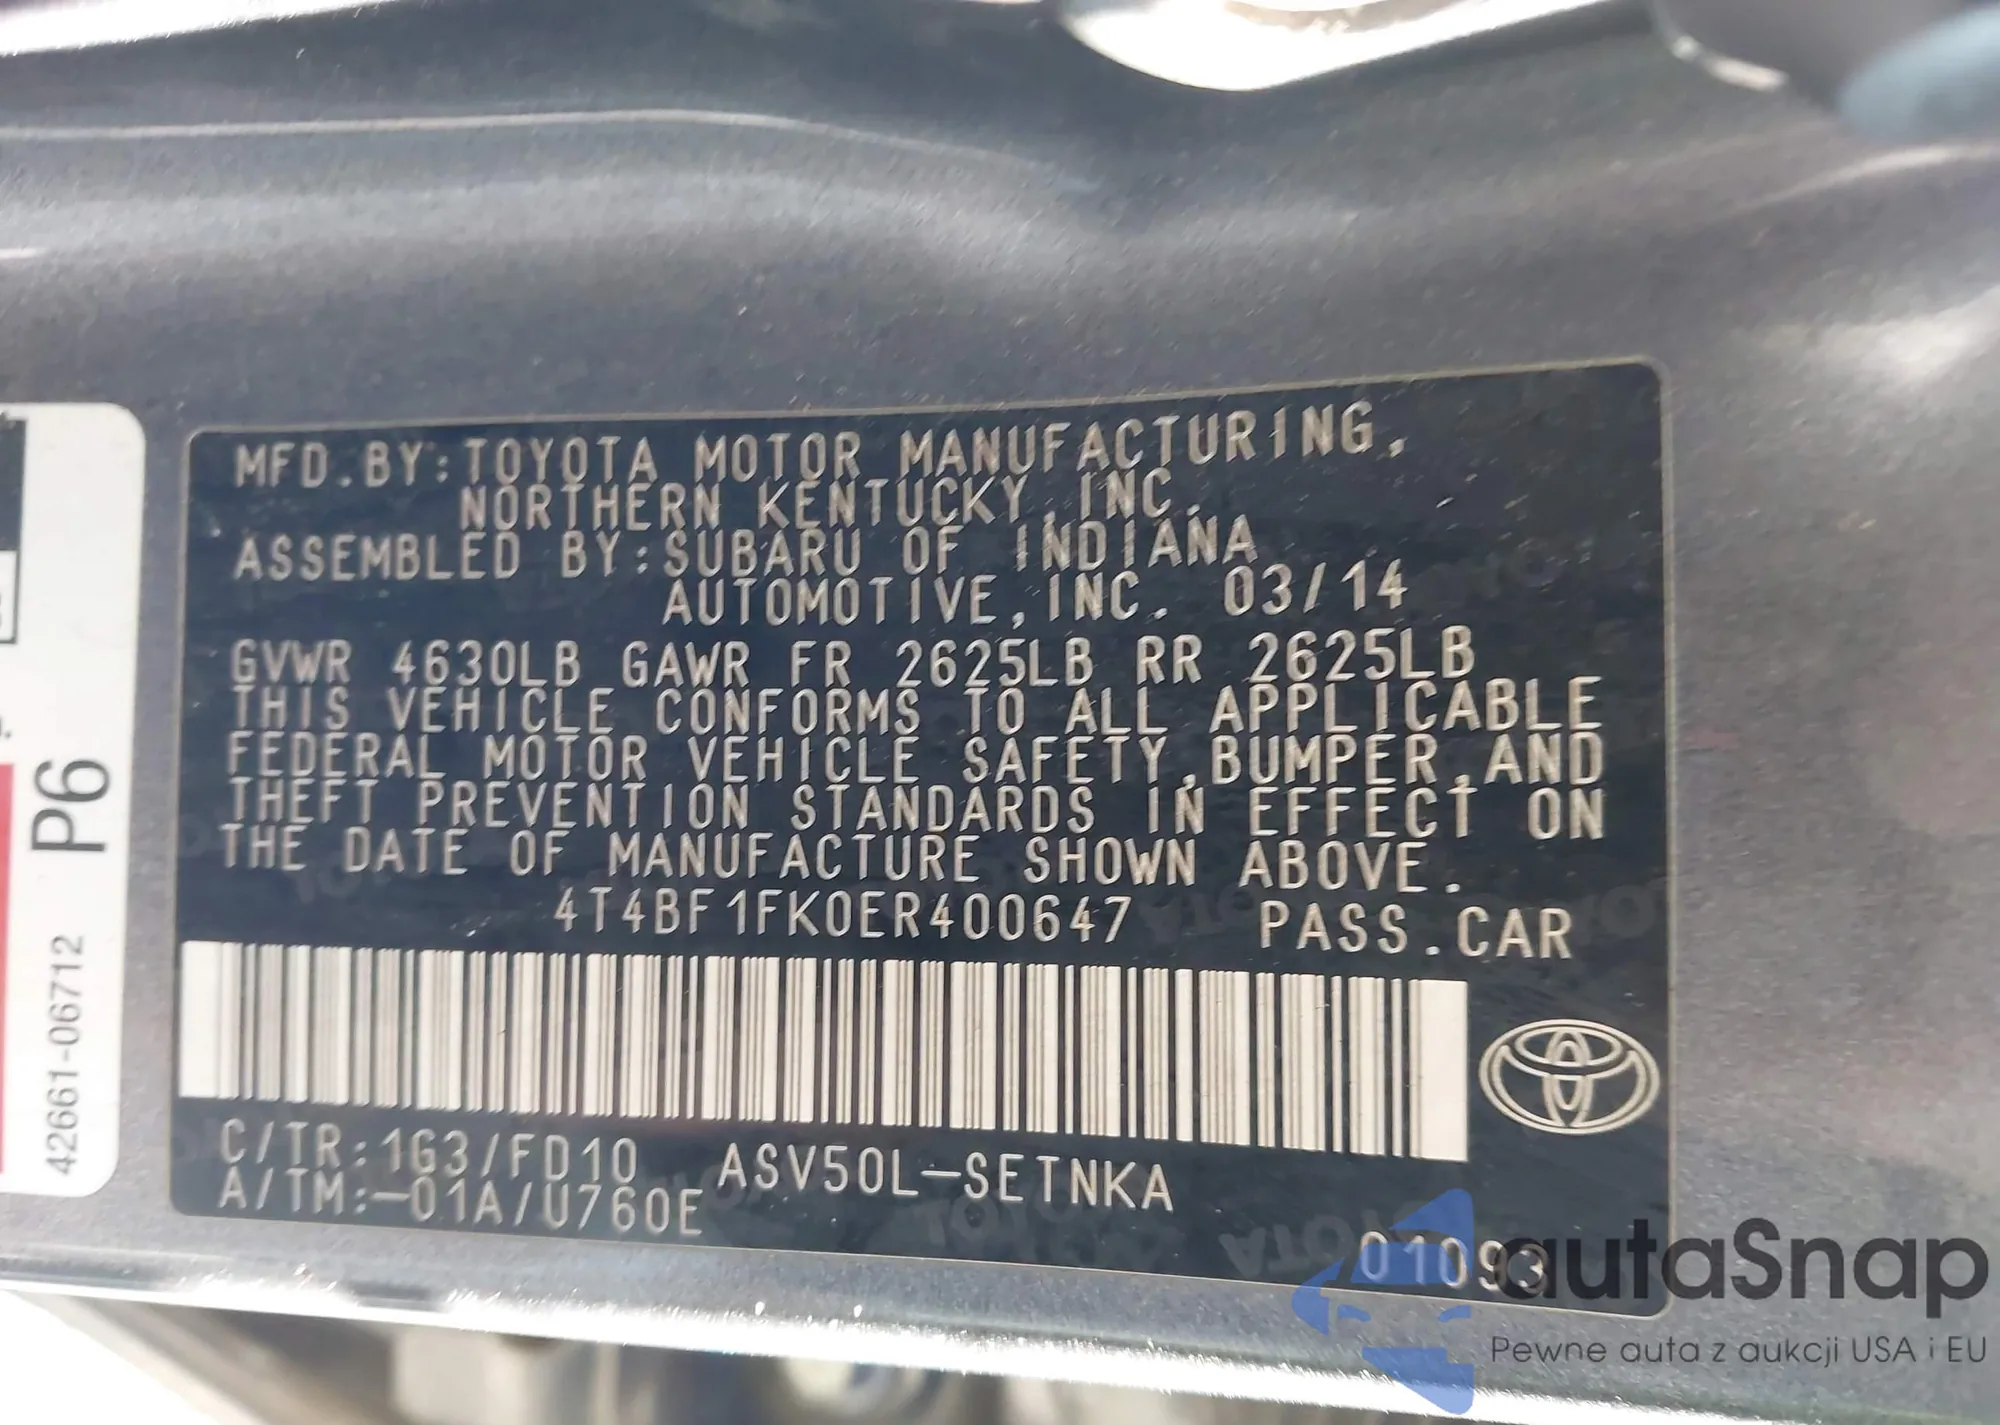 MFD.BY:TOYOTA MOTOR MANUFACTURING,
NORTHERN KENTUCKY,INC.
ASSEMBLED BY:SUBARU OF INDIANA
AUTOMOTIVE,INC. 03/14
GVWR 4630LB GAWR FR 2625LB RR 2625LB
THIS VEHICLE CONFORMS TO ALL APPLICABLE
FEDERAL MOTOR VEHICLE SAFETY,BUMPER,AND
THEFT PREVENTION STANDARDS IN EFFECT ON
THE DATE OF MANUFACTURE SHOWN ABOVE.
4T4BF1FK0ER400647 PASS.CAR
C/TR:1G3/FD10 ASV50L-SETNKA
A/TM:-01A/U760E
01093
P6
42661-06712
autaSnap
Pewne auta z aukcji USA i EU